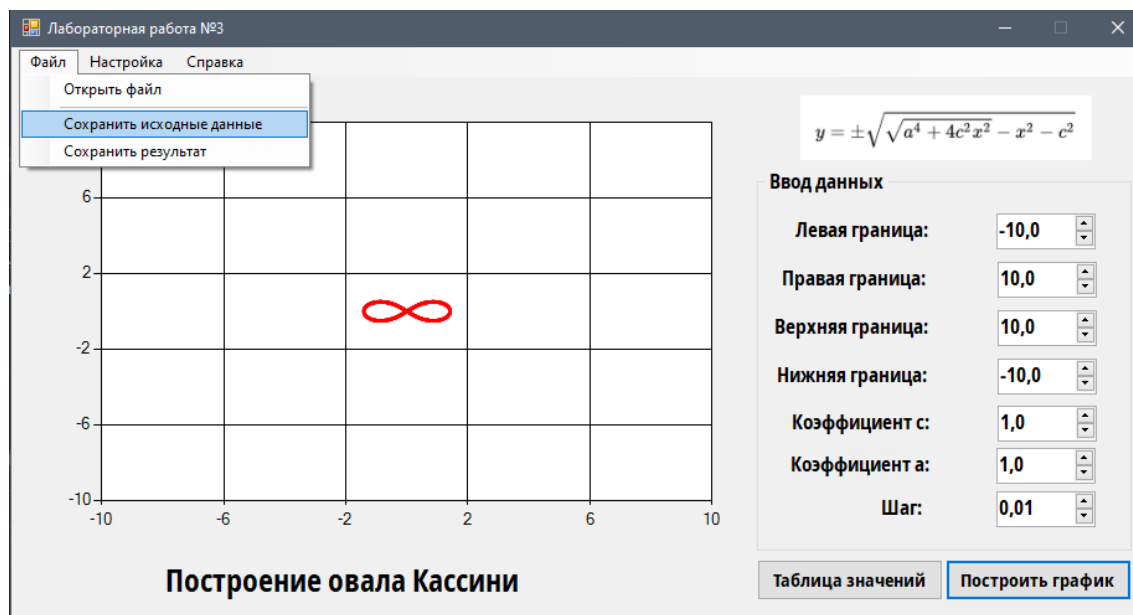 Лабораторная работа №3
Файл Настройка Справка
Открыть файл
Сохранить исходные данные
Сохранить результат
y = ±√(√(a⁴ + 4c²x²) − x² − c²)
Ввод данных
Левая граница: -10,0
Правая граница: 10,0
Верхняя граница: 10,0
Нижняя граница: -10,0
Коэффициент c: 1,0
Коэффициент a: 1,0
Шаг: 0,01
6
2
-2
-6
-10
-10 -6 -2 2 6 10
Построение овала Кассини
Таблица значений Построить график